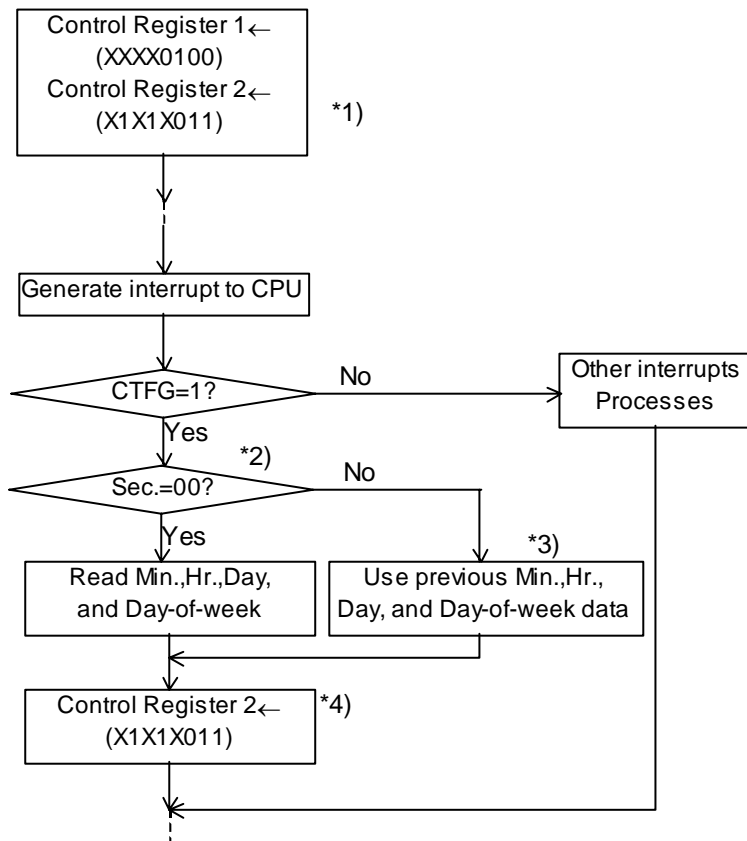 Control Register 1←
(XXXX0100)
Control Register 2←
(X1X1X011)
*1)
Generate interrupt to CPU
CTFG=1?
No
Other interrupts
Processes
Yes
*2)
Sec.=00?
No
Yes
*3)
Read Min.,Hr.,Day,
and Day-of-week
Use previous Min.,Hr.,
Day, and Day-of-week data
Control Register 2←
(X1X1X011)
*4)